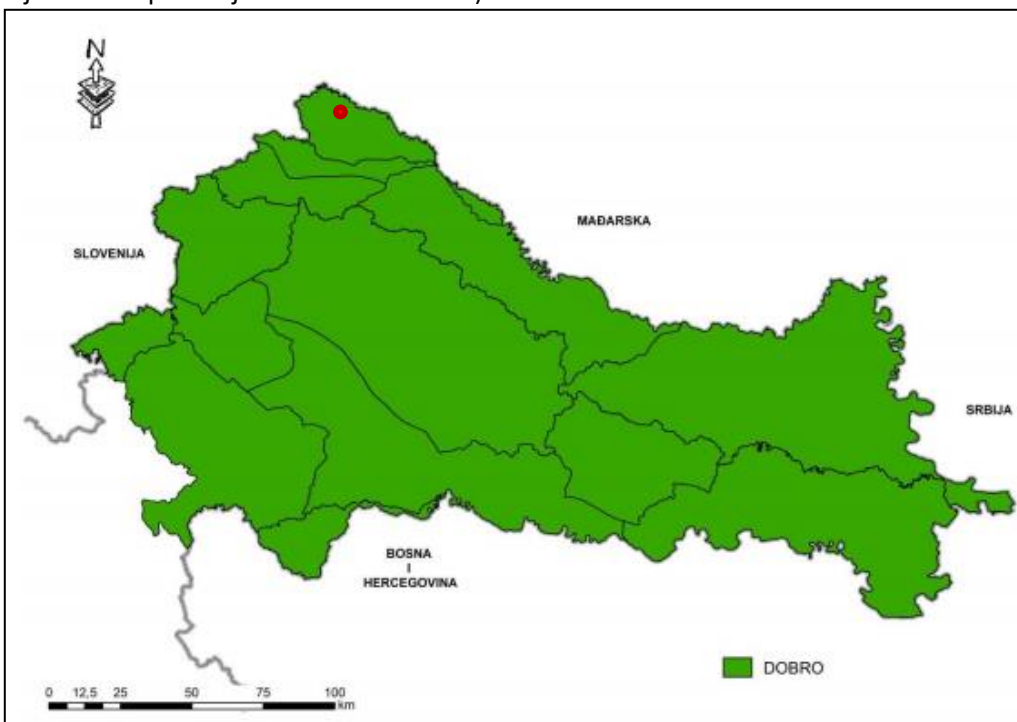 N
MAĐARSKA
SLOVENIJA
SRBIJA
BOSNA
I
HERCEGOVINA
DOBRO
0 12,5 25 50 75 100
km